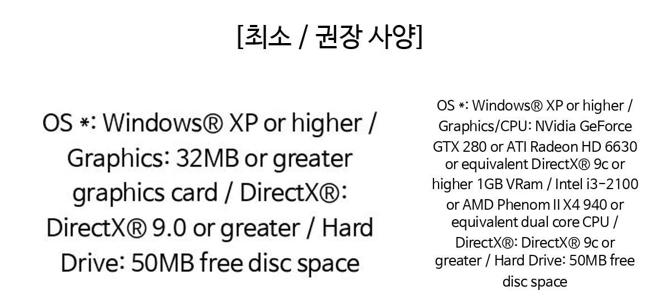 [최소 / 권장 사양]
OS *: Windows® XP or higher /
Graphics: 32MB or greater
graphics card / DirectX®:
DirectX® 9.0 or greater / Hard
Drive: 50MB free disc space
OS *: Windows® XP or higher /
Graphics/CPU: NVidia GeForce
GTX 280 or ATI Radeon HD 6630
or equivalent DirectX® 9c or
higher 1GB VRam / Intel i3-2100
or AMD Phenom II X4 940 or
equivalent dual core CPU /
DirectX®: DirectX® 9c or
greater / Hard Drive: 50MB free
disc space